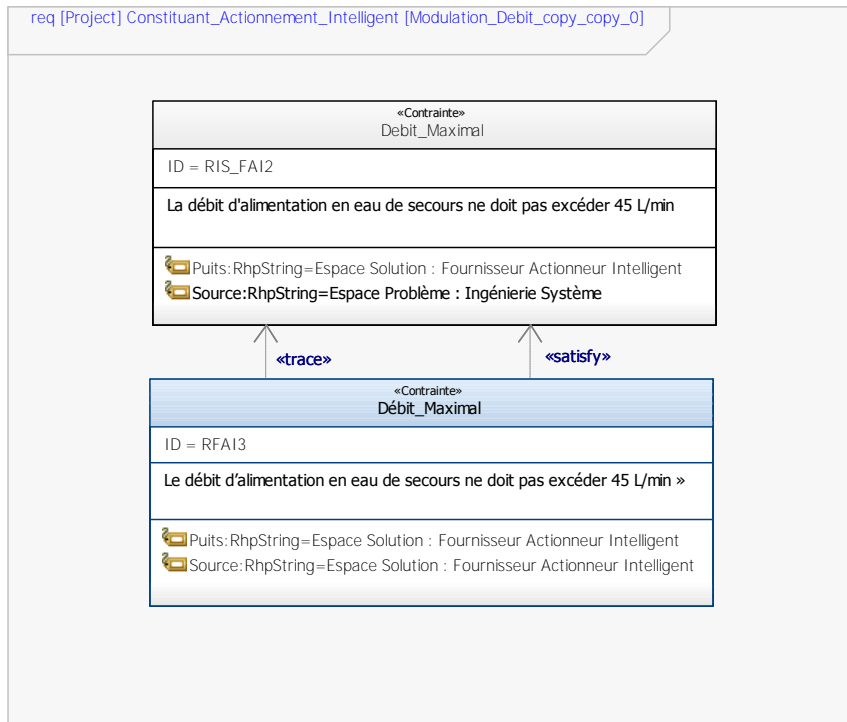 req [Project] Constituant_Actionnement_Intelligent [Modulation_Debit_copy_copy_0]
«Contrainte»
Debit_Maximal
ID = RIS_FAI2
La débit d'alimentation en eau de secours ne doit pas excéder 45 L/min
Puits:RhpString=Espace Solution : Fournisseur Actionneur Intelligent
Source:RhpString=Espace Problème : Ingénierie Système
«trace» «satisfy»
«Contrainte»
Débit_Maximal
ID = RFAI3
Le débit d’alimentation en eau de secours ne doit pas excéder 45 L/min »
Puits:RhpString=Espace Solution : Fournisseur Actionneur Intelligent
Source:RhpString=Espace Solution : Fournisseur Actionneur Intelligent